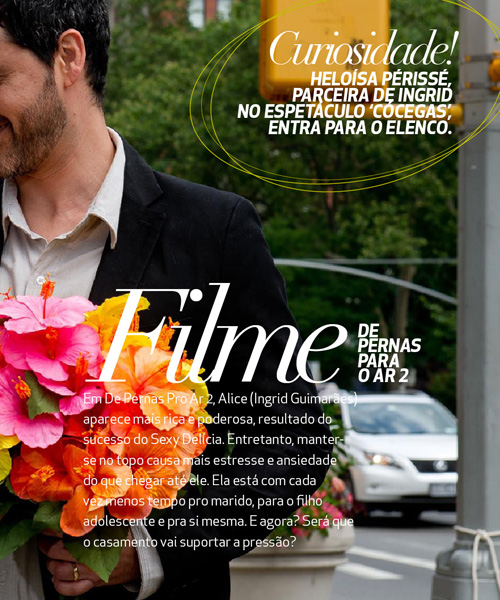 Curiosidade!
HELOÍSA PÉRISSÉ,
PARCEIRA DE INGRID
NO ESPETÁCULO ‘CÓCEGAS’,
ENTRA PARA O ELENCO.
Filme
DE
PERNAS
PARA
O AR 2
Em De Pernas Pro Ar 2, Alice (Ingrid Guimarães)
aparece mais rica e poderosa, resultado do
sucesso do Sexy Delícia. Entretanto, manter-
se no topo causa mais estresse e ansiedade
do que chegar até ele. Ela está com cada
vez menos tempo pro marido, para o filho
adolescente e pra si mesma. E agora? Será que
o casamento vai suportar a pressão?